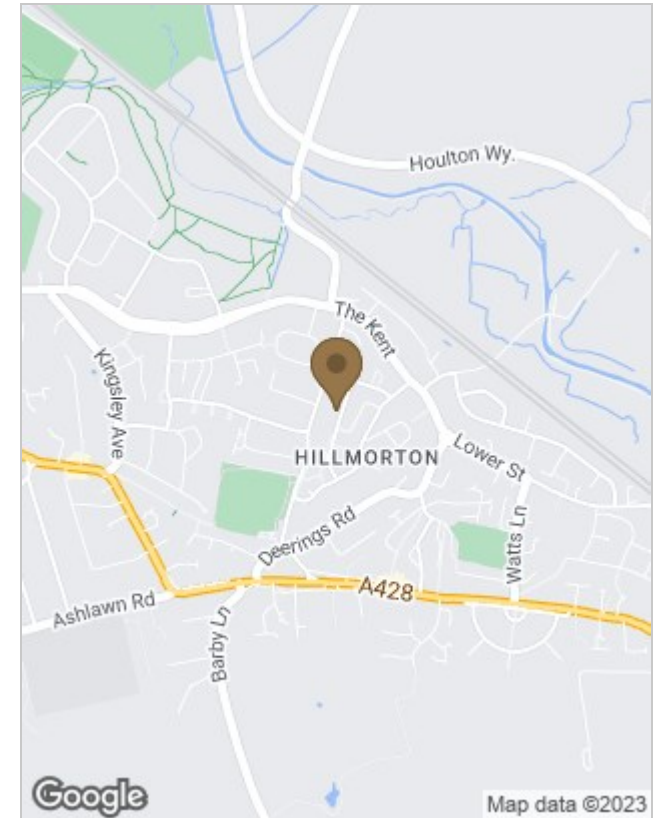 Houlton Wy.
The Kent
Kingsley Ave
HILLMORTON
Lower St
Deerings Rd
Watts Ln
A428
Ashlawn Rd
Barby Ln
Google
Map data ©2023